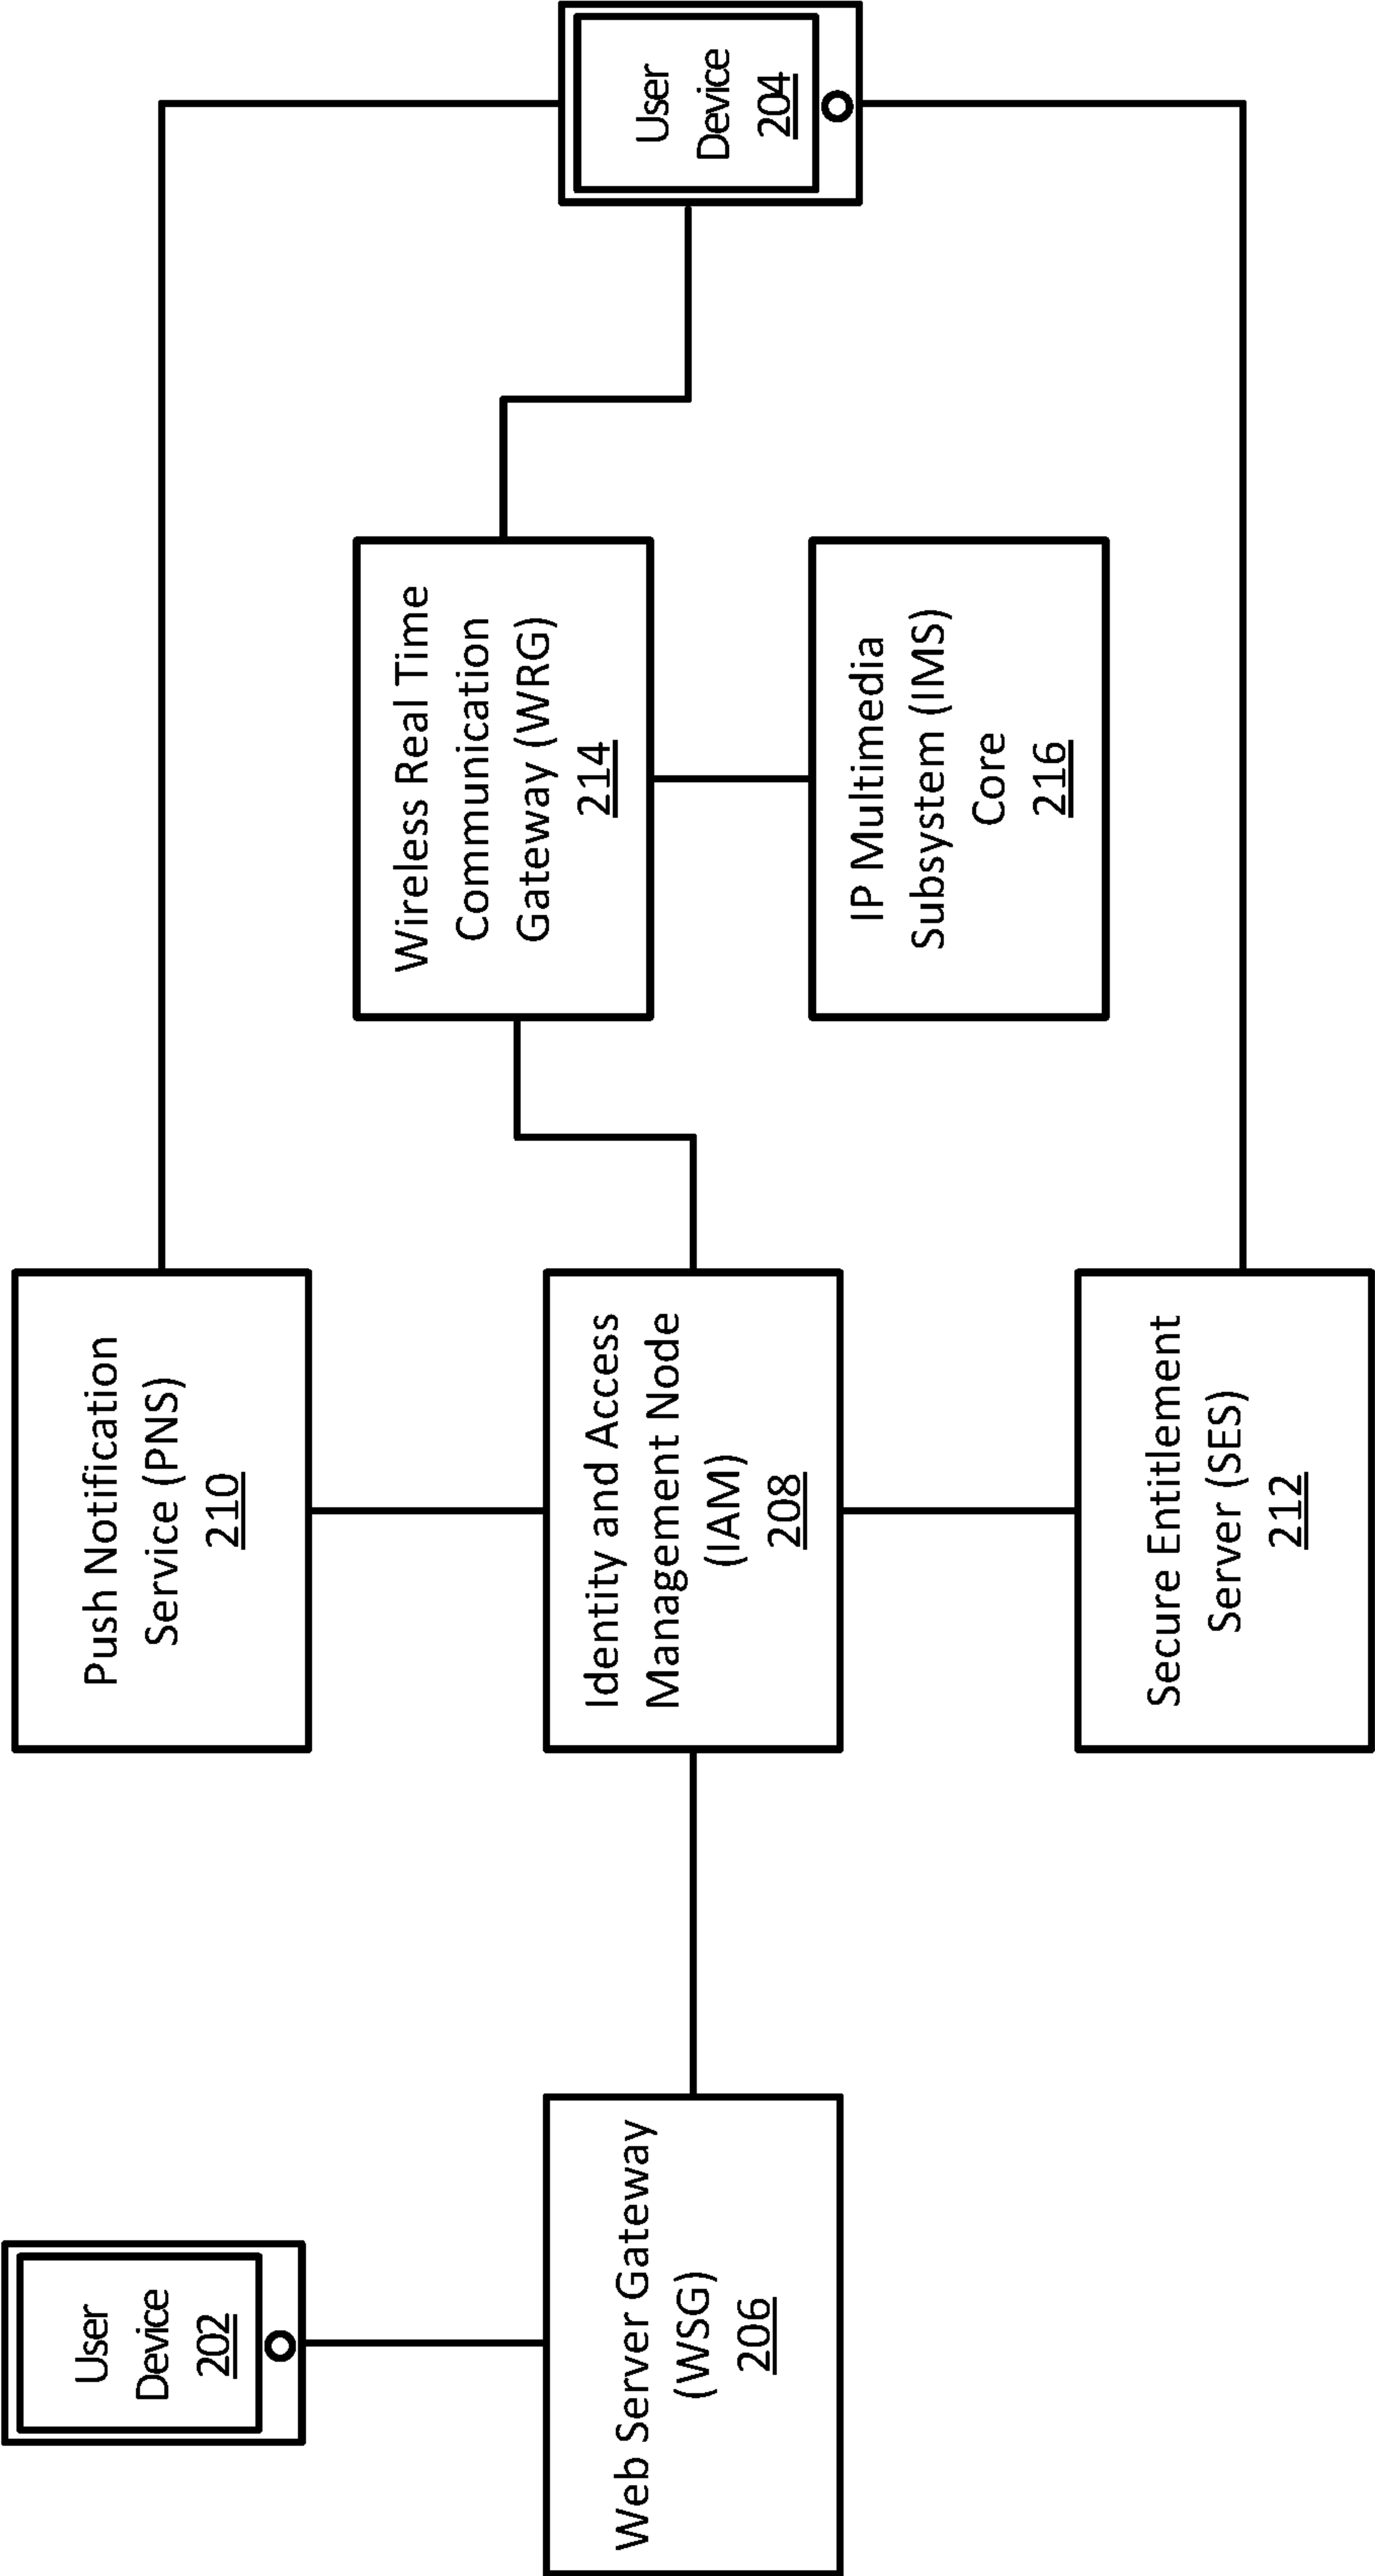 User
Device
202
Web Server Gateway
(WSG)
206
Push Notification
Service (PNS)
210
Identity and Access
Management Node
(IAM)
208
Secure Entitlement
Server (SES)
212
Wireless Real Time
Communication
Gateway (WRG)
214
IP Multimedia
Subsystem (IMS)
Core
216
User
Device
204